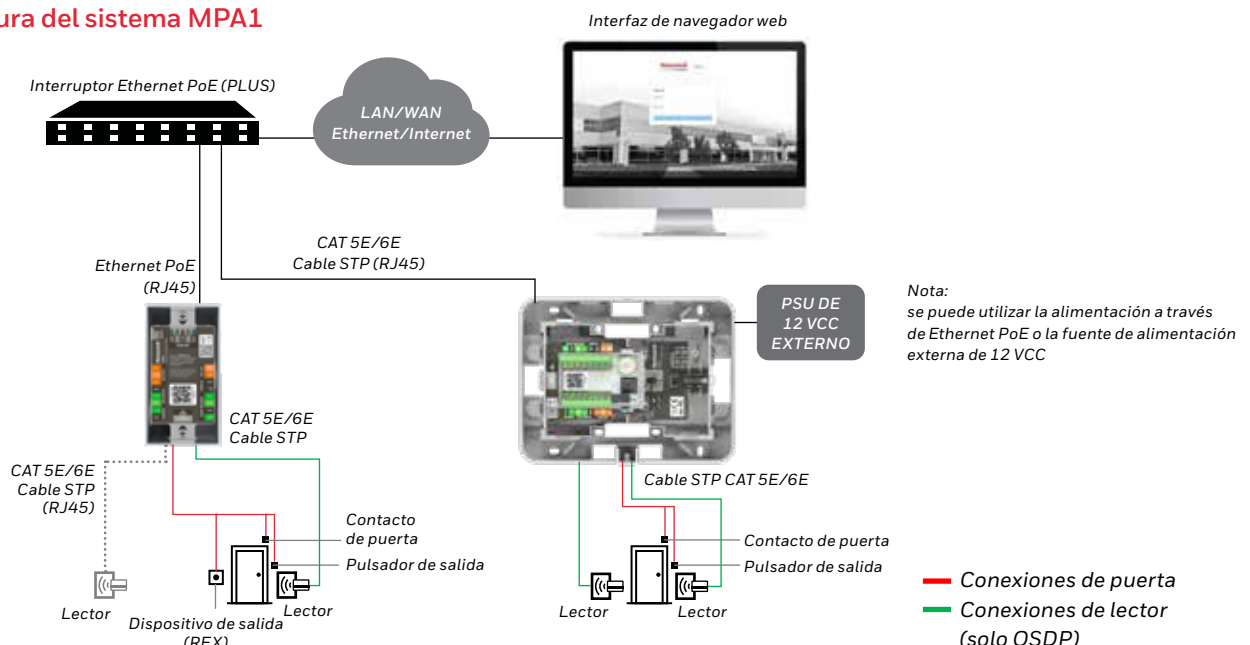 ura del sistema MPA1
Interfaz de navegador web
Interruptor Ethernet PoE (PLUS)
LAN/WAN
Ethernet/Internet
CAT 5E/6E
Cable STP (RJ45)
Ethernet PoE
(RJ45)
PSU DE
12 VCC
EXTERNO
Nota:
se puede utilizar la alimentación a través
de Ethernet PoE o la fuente de alimentación
externa de 12 VCC
CAT 5E/6E
Cable STP
CAT 5E/6E
Cable STP
(RJ45)
Cable STP CAT 5E/6E
Contacto
de puerta
Pulsador de salida
Contacto de puerta
Pulsador de salida
Lector
Dispositivo de salida
(REX)
Lector
Lector
Lector
Conexiones de puerta
Conexiones de lector
(solo OSDP)